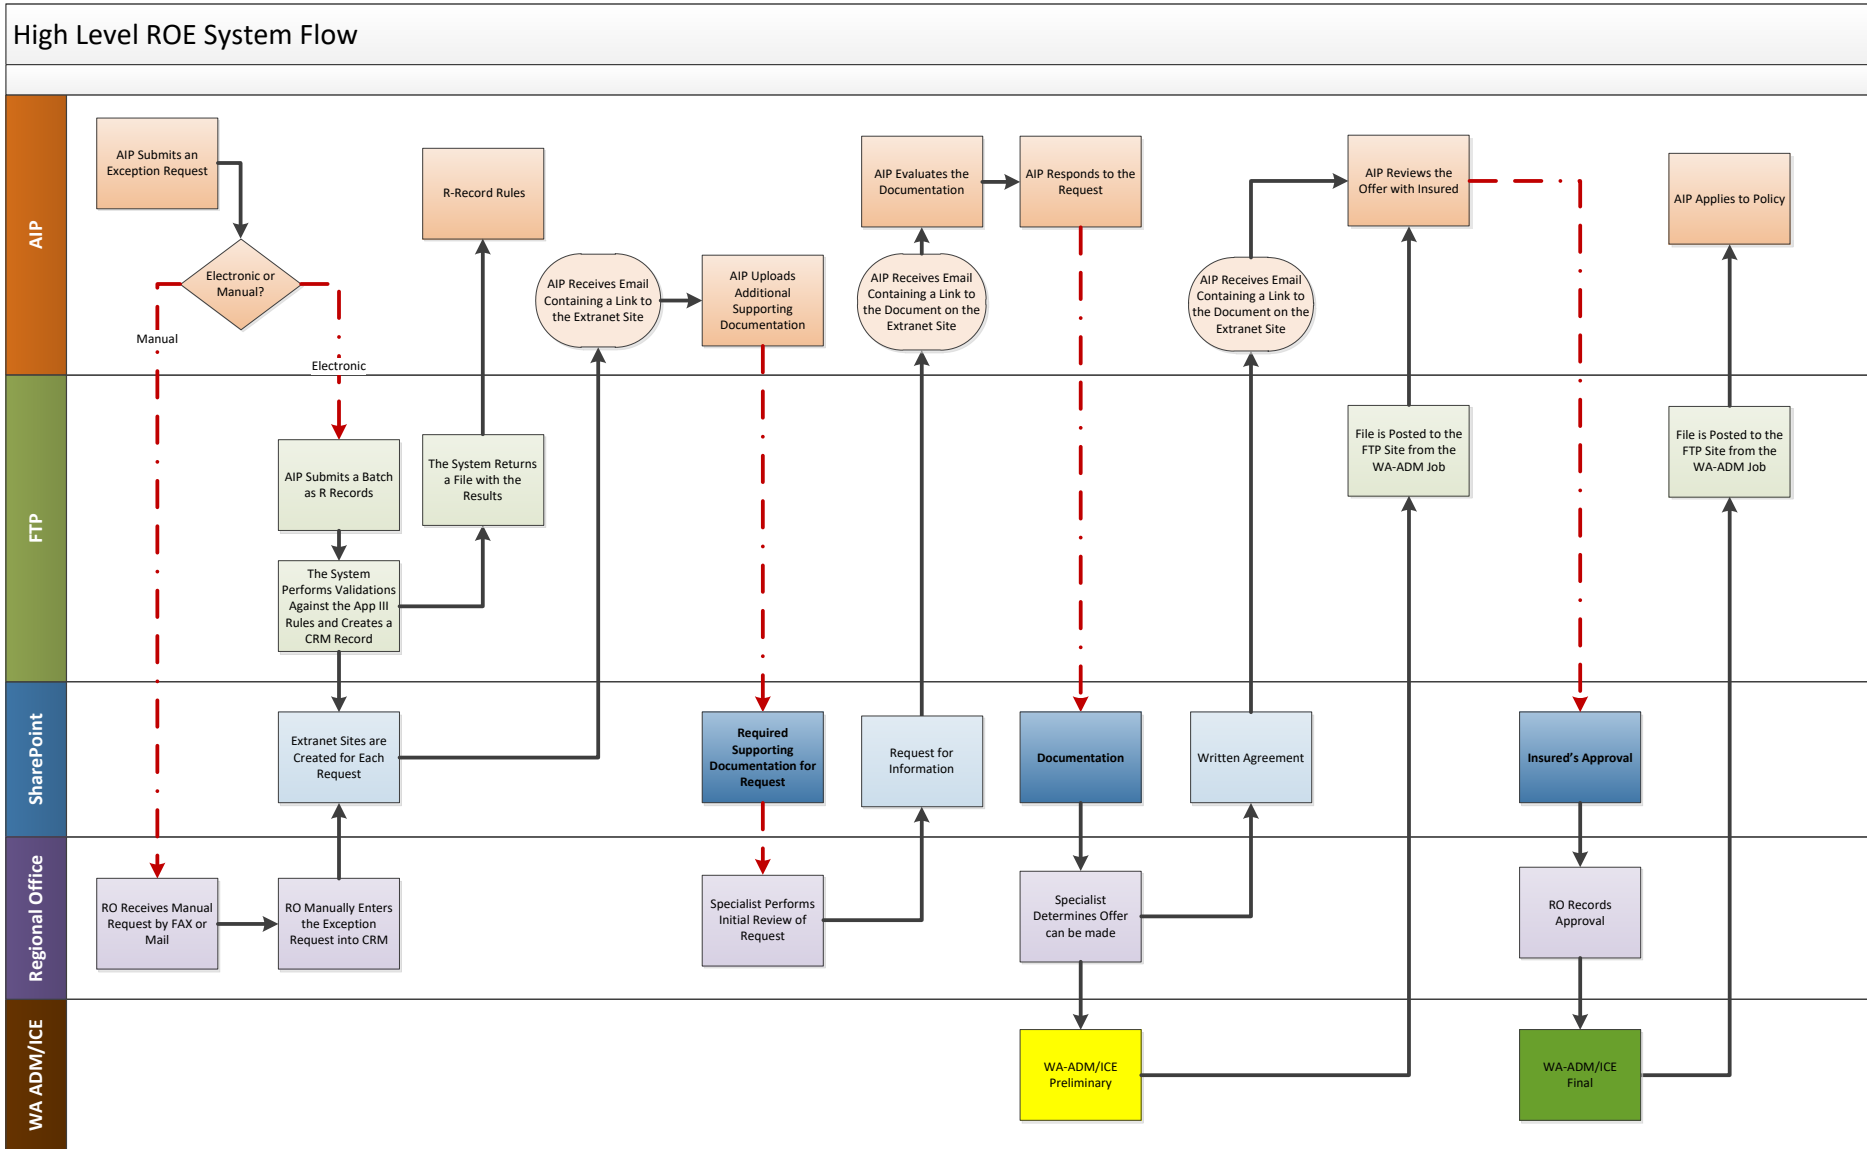 High Level ROE System Flow
AIP
AIP Submits an
Exception Request
Electronic or
Manual?
Manual
Electronic
R-Record Rules
AIP Receives Email
Containing a Link to
the Extranet Site
AIP Uploads
Additional
Supporting
Documentation
AIP Evaluates the
Documentation
AIP Receives Email
Containing a Link to
the Document on the
Extranet Site
AIP Responds to the
Request
AIP Receives Email
Containing a Link to
the Document on the
Extranet Site
AIP Reviews the
Offer with Insured
AIP Applies to Policy
FTP
AIP Submits a Batch
as R Records
The System
Performs Validations
Against the App III
Rules and Creates a
CRM Record
The System Returns
a File with the
Results
File is Posted to the
FTP Site from the
WA-ADM Job
File is Posted to the
FTP Site from the
WA-ADM Job
SharePoint
Extranet Sites are
Created for Each
Request
Required
Supporting
Documentation for
Request
Request for
Information
Documentation
Written Agreement
Insured's Approval
Regional Office
RO Receives Manual
Request by FAX or
Mail
RO Manually Enters
the Exception
Request into CRM
Specialist Performs
Initial Review of
Request
Specialist
Determines Offer
can be made
RO Records
Approval
WA ADM/ICE
WA-ADM/ICE
Preliminary
WA-ADM/ICE
Final